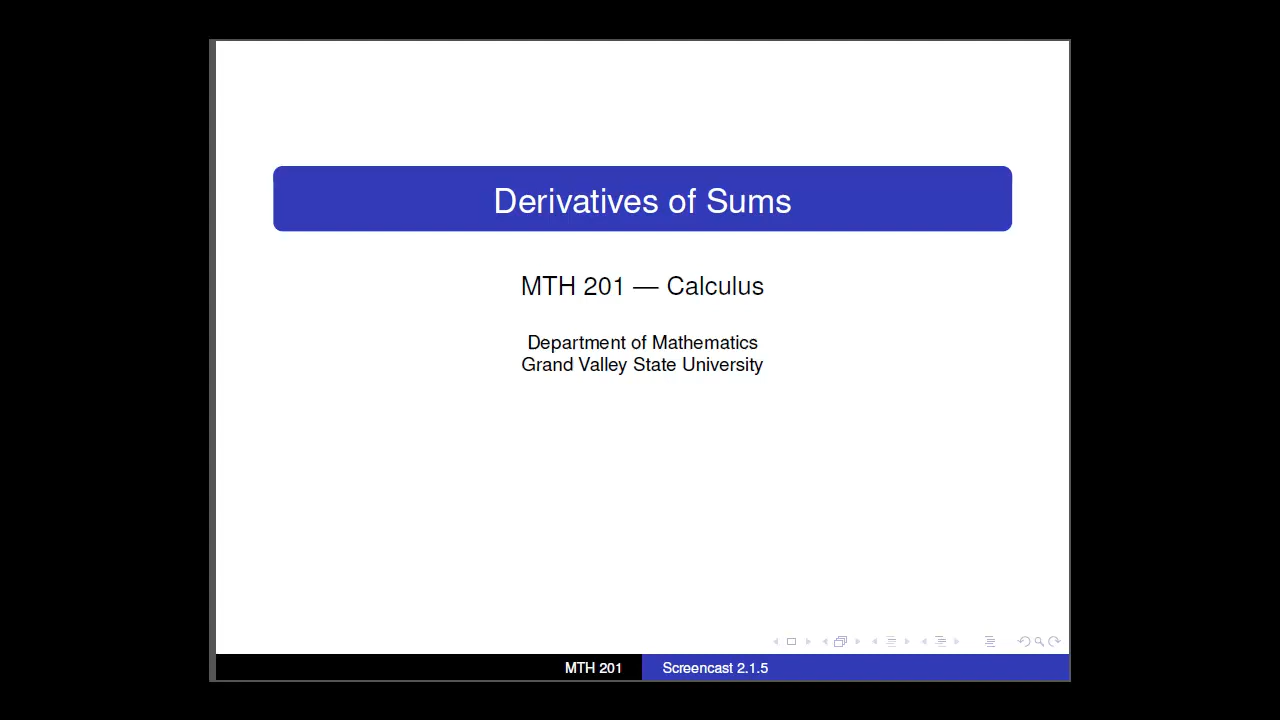 Derivatives of Sums
MTH 201 — Calculus
Department of Mathematics
Grand Valley State University
MTH 201
Screencast 2.1.5